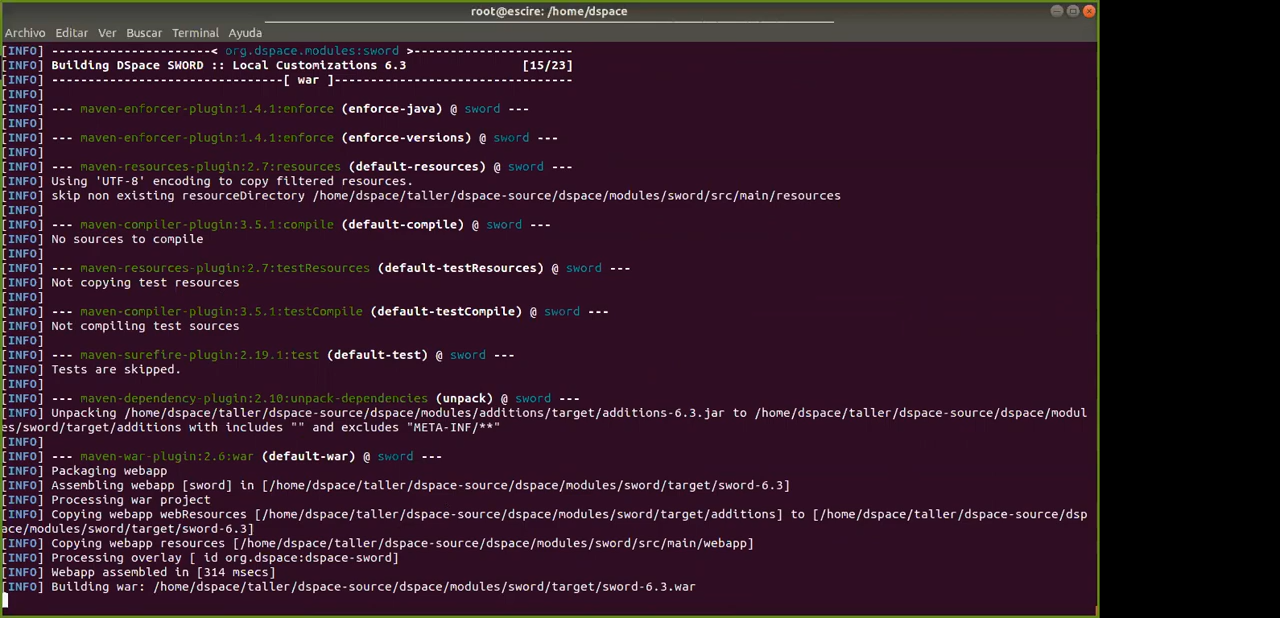 root@escire: /home/dspace
Archivo Editar Ver Buscar Terminal Ayuda
[INFO] ----------------------< org.dspace.modules:sword >----------------------
[INFO] Building DSpace SWORD :: Local Customizations 6.3 [15/23]
[INFO] --------------------------------[ war ]---------------------------------
[INFO]
[INFO] --- maven-enforcer-plugin:1.4.1:enforce (enforce-java) @ sword ---
[INFO]
[INFO] --- maven-enforcer-plugin:1.4.1:enforce (enforce-versions) @ sword ---
[INFO]
[INFO] --- maven-resources-plugin:2.7:resources (default-resources) @ sword ---
[INFO] Using 'UTF-8' encoding to copy filtered resources.
[INFO] skip non existing resourceDirectory /home/dspace/taller/dspace-source/dspace/modules/sword/src/main/resources
[INFO]
[INFO] --- maven-compiler-plugin:3.5.1:compile (default-compile) @ sword ---
[INFO] No sources to compile
[INFO]
[INFO] --- maven-resources-plugin:2.7:testResources (default-testResources) @ sword ---
[INFO] Not copying test resources
[INFO]
[INFO] --- maven-compiler-plugin:3.5.1:testCompile (default-testCompile) @ sword ---
[INFO] Not compiling test sources
[INFO]
[INFO] --- maven-surefire-plugin:2.19.1:test (default-test) @ sword ---
[INFO] Tests are skipped.
[INFO]
[INFO] --- maven-dependency-plugin:2.10:unpack-dependencies (unpack) @ sword ---
[INFO] Unpacking /home/dspace/taller/dspace-source/dspace/modules/additions/target/additions-6.3.jar to /home/dspace/taller/dspace-source/dspace/modul
es/sword/target/additions with includes "" and excludes "META-INF/**"
[INFO]
[INFO] --- maven-war-plugin:2.6:war (default-war) @ sword ---
[INFO] Packaging webapp
[INFO] Assembling webapp [sword] in [/home/dspace/taller/dspace-source/dspace/modules/sword/target/sword-6.3]
[INFO] Processing war project
[INFO] Copying webapp webResources [/home/dspace/taller/dspace-source/dspace/modules/sword/target/additions] to [/home/dspace/taller/dspace-source/dsp
ace/modules/sword/target/sword-6.3]
[INFO] Copying webapp resources [/home/dspace/taller/dspace-source/dspace/modules/sword/src/main/webapp]
[INFO] Processing overlay [ id org.dspace:dspace-sword]
[INFO] Webapp assembled in [314 msecs]
[INFO] Building war: /home/dspace/taller/dspace-source/dspace/modules/sword/target/sword-6.3.war